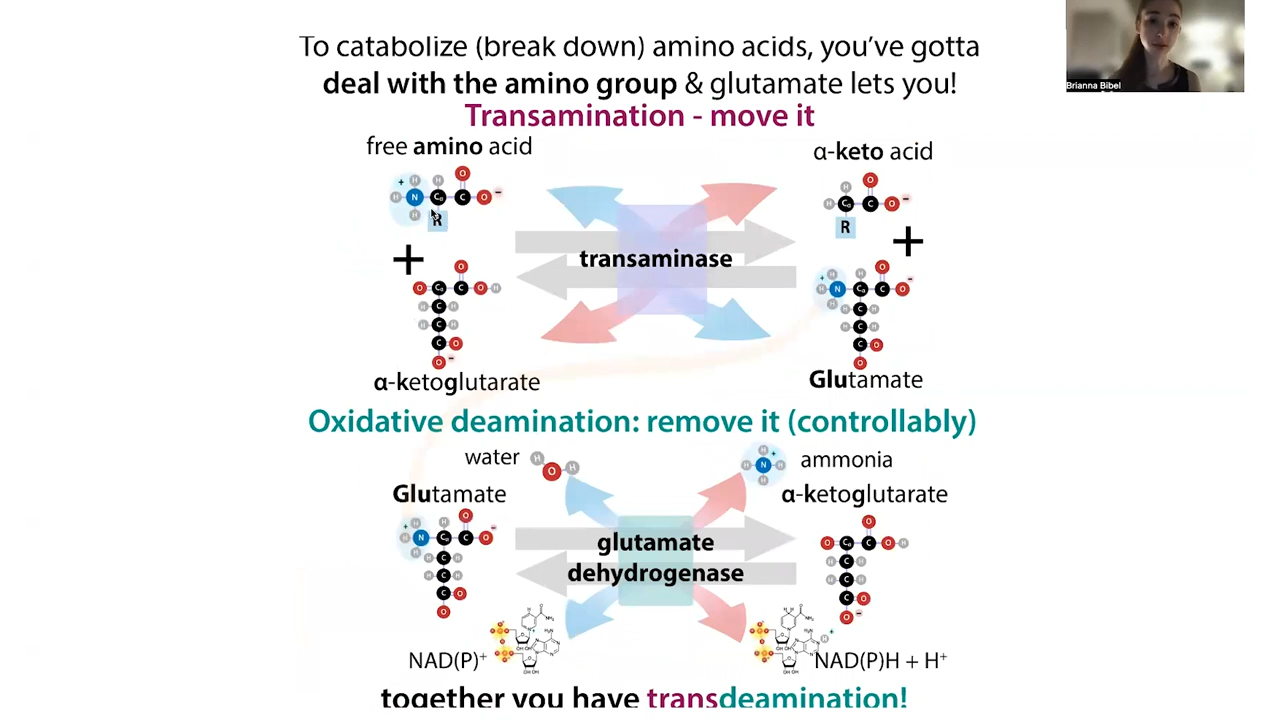 To catabolize (break down) amino acids, you've gotta
deal with the amino group & glutamate lets you!
Brianna Bibel
Transamination - move it
free amino acid
α-keto acid
R
R
+
+
transaminase
α-ketoglutarate
Glutamate
Oxidative deamination: remove it (controllably)
water
ammonia
Glutamate
α-ketoglutarate
glutamate
dehydrogenase
NAD(P)⁺
NAD(P)H + H⁺
together you have transdeamination!